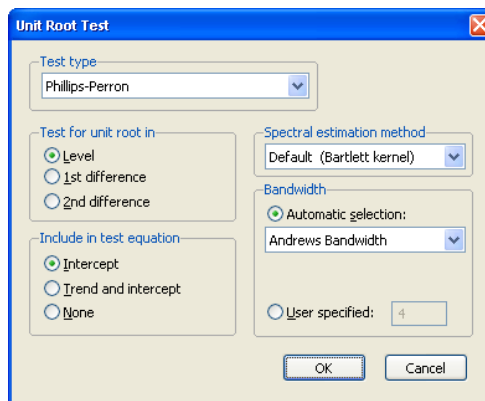 Unit Root Test
Test type
Phillips-Perron
Test for unit root in
Level
1st difference
2nd difference
Include in test equation
Intercept
Trend and intercept
None
Spectral estimation method
Default (Bartlett kernel)
Bandwidth
Automatic selection:
Andrews Bandwidth
User specified: 4
OK Cancel